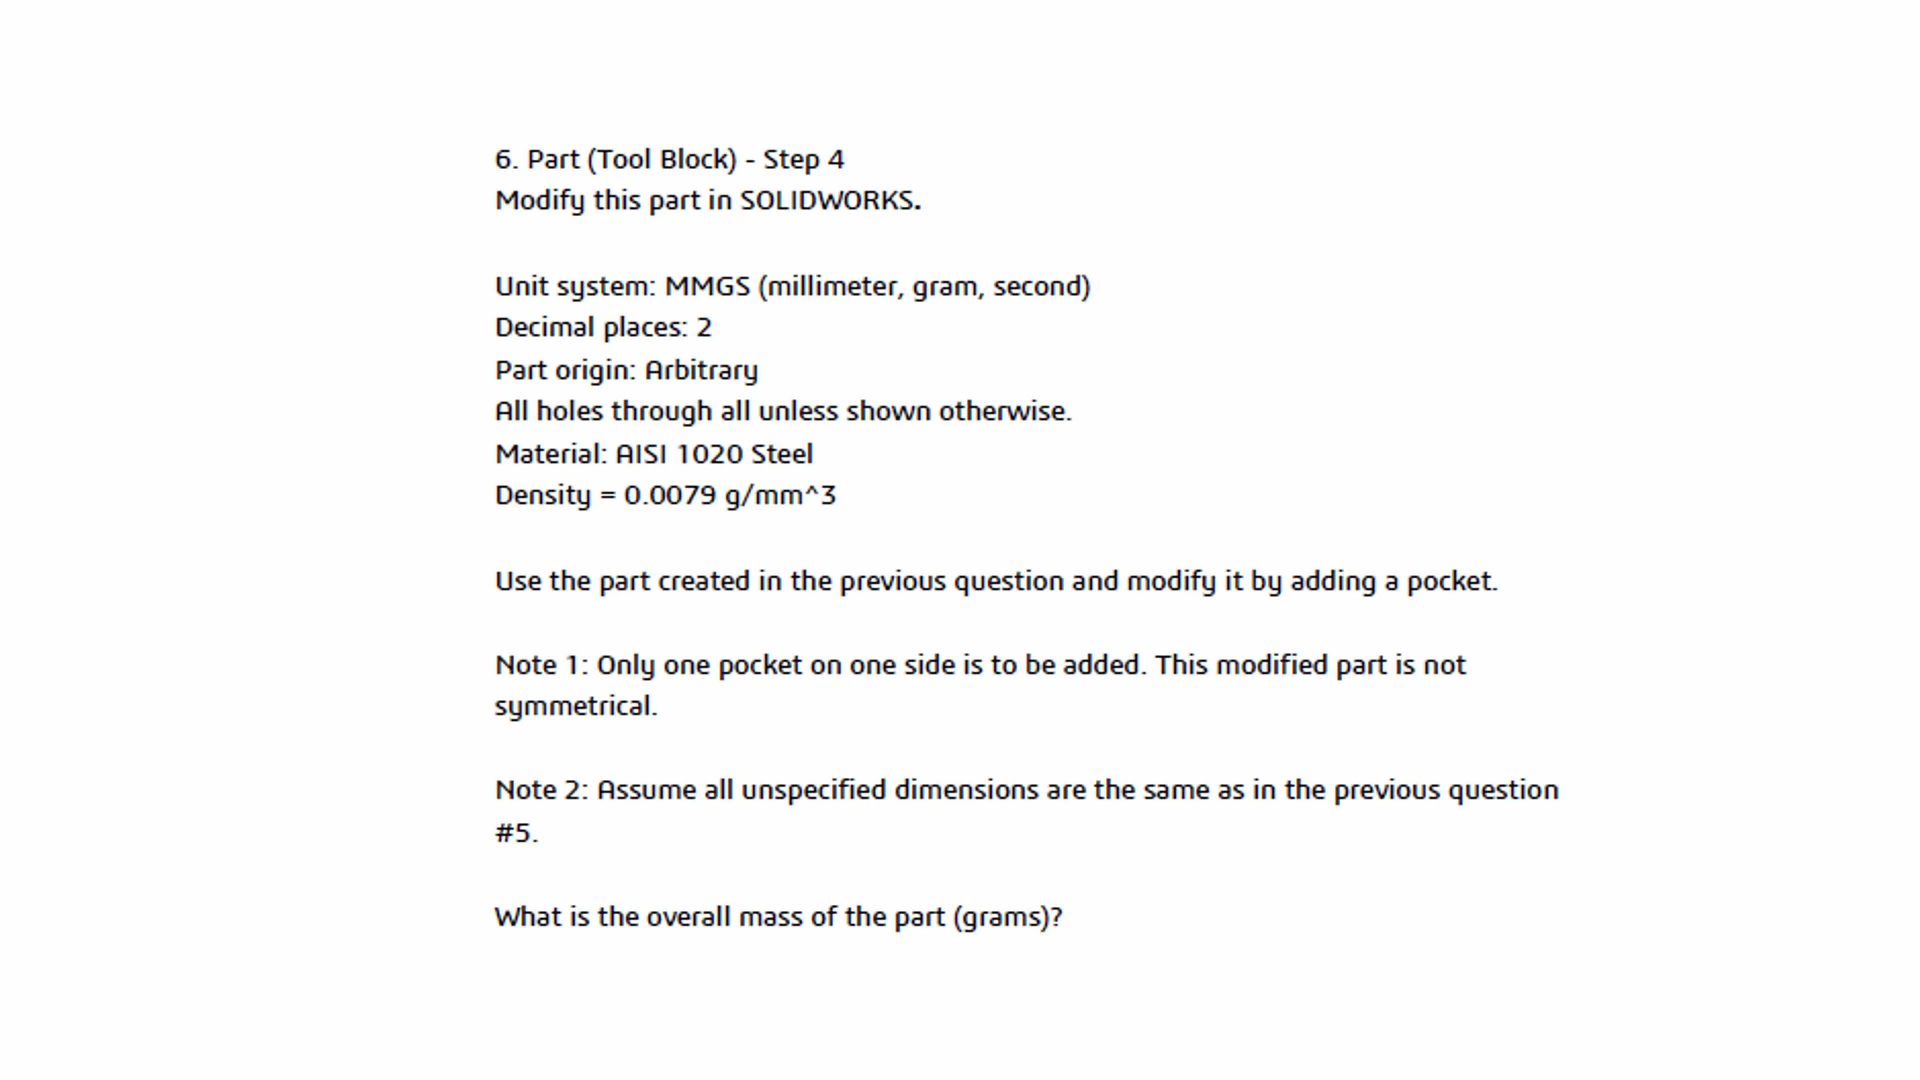 6. Part (Tool Block) - Step 4
Modify this part in SOLIDWORKS.
Unit system: MMGS (millimeter, gram, second)
Decimal places: 2
Part origin: Arbitrary
All holes through all unless shown otherwise.
Material: AISI 1020 Steel
Density = 0.0079 g/mm^3
Use the part created in the previous question and modify it by adding a pocket.
Note 1: Only one pocket on one side is to be added. This modified part is not
symmetrical.
Note 2: Assume all unspecified dimensions are the same as in the previous question
#5.
What is the overall mass of the part (grams)?